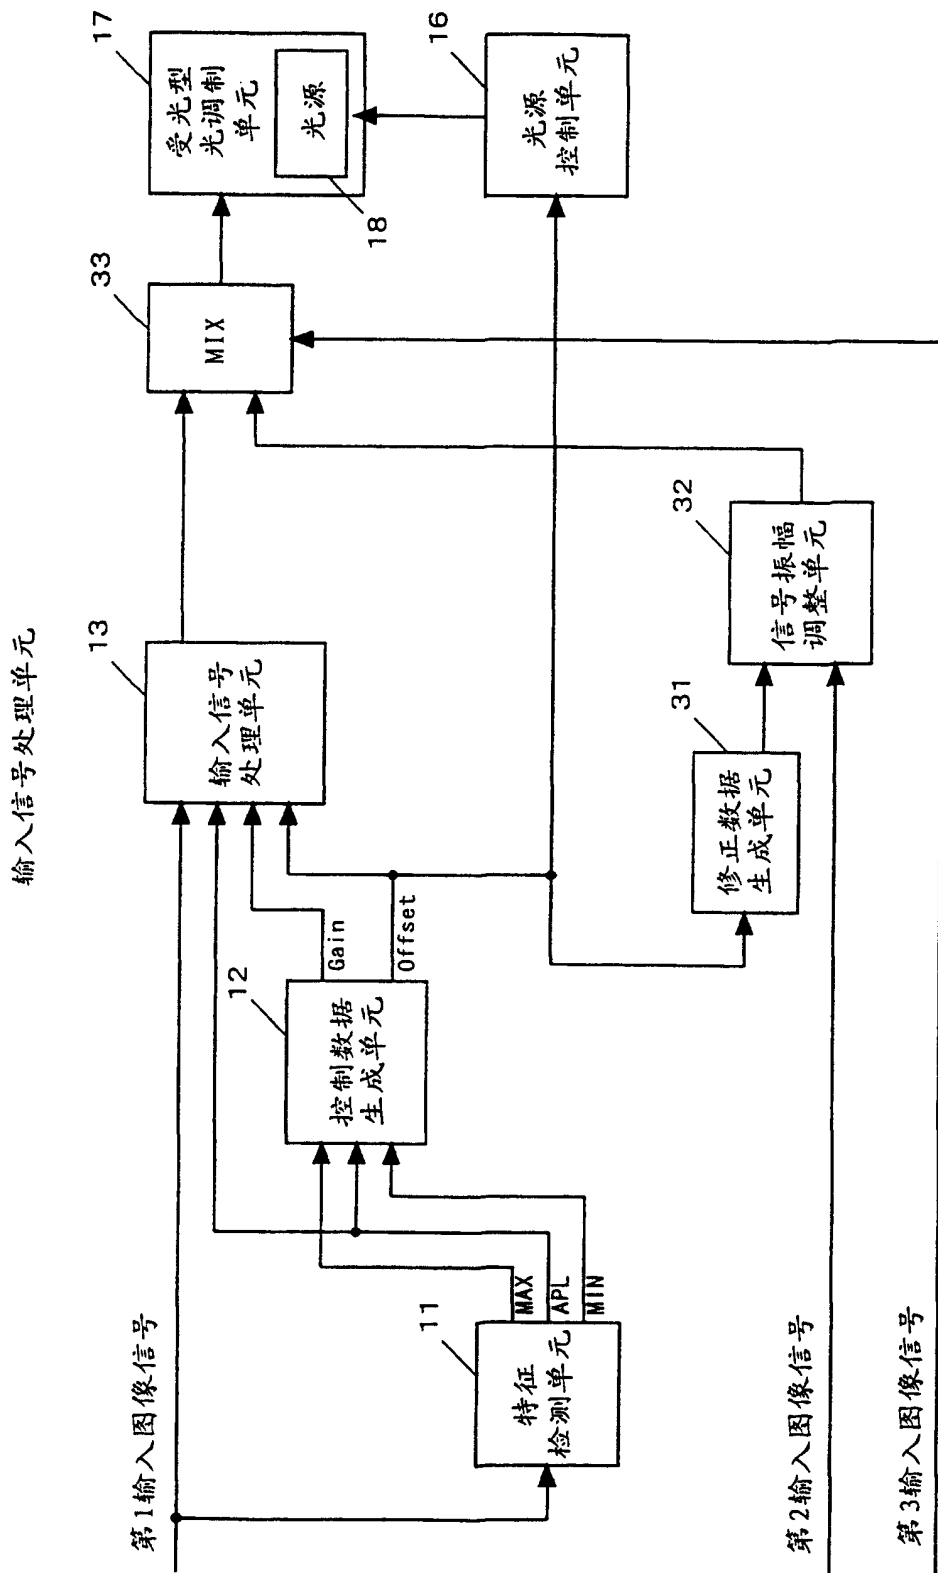 输入信号处理单元
17
受光型
光调制
单元
光源
18
16
光源
控制单元
33
MIX
13
输入信号
处理单元
32
信号振幅
调整单元
31
修正数据
生成单元
12
控制数据
生成单元
Gain
Offset
11
特征
检测单元
MAX
APL
MIN
第1输入图像信号
第2输入图像信号
第3输入图像信号